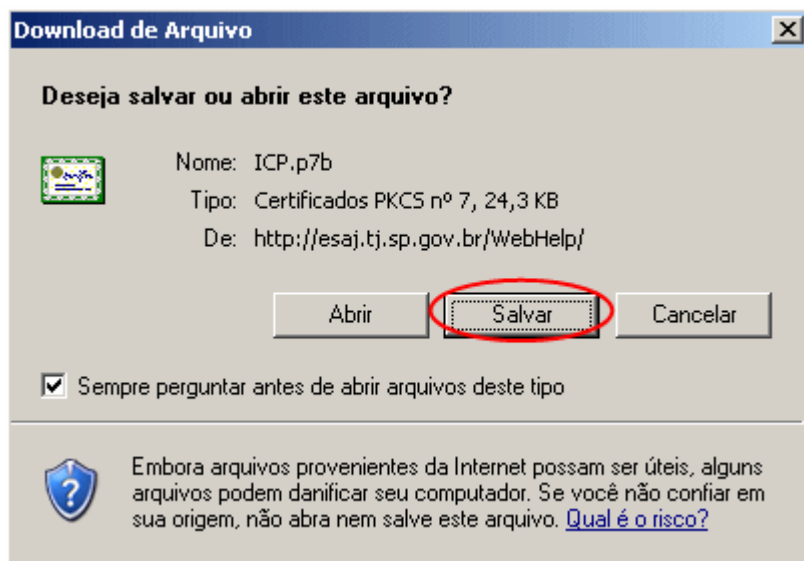 Download de Arquivo
Deseja salvar ou abrir este arquivo?
Nome: ICP.p7b
Tipo: Certificados PKCS nº 7, 24,3 KB
De: http://esaj.tj.sp.gov.br/WebHelp/
Abrir Salvar Cancelar
Sempre perguntar antes de abrir arquivos deste tipo
Embora arquivos provenientes da Internet possam ser úteis, alguns
arquivos podem danificar seu computador. Se você não confiar em
sua origem, não abra nem salve este arquivo. Qual é o risco?